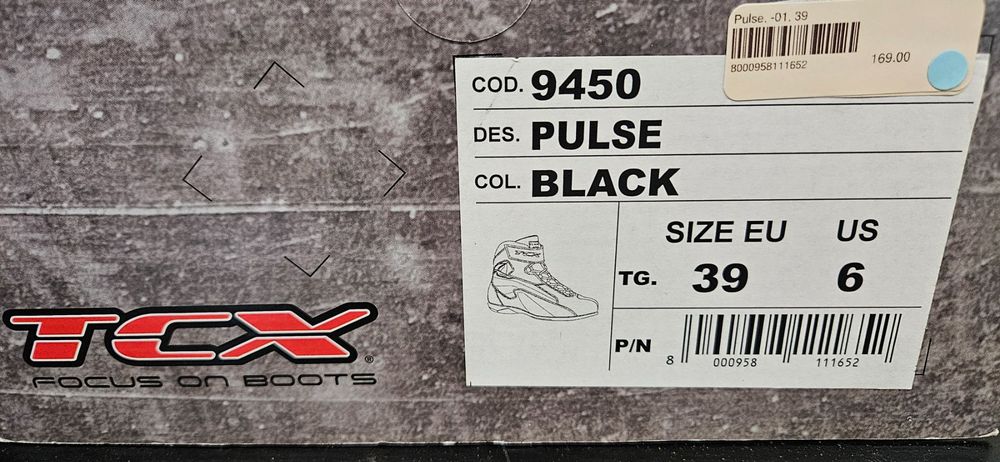 Pulse. -01. 39
8000958111652
169.00
COD. 9450
DES. PULSE
COL. BLACK
SIZE EU US
TG. 39 6
P/N
8 000958 111652
TCX®
FOCUS ON BOOTS